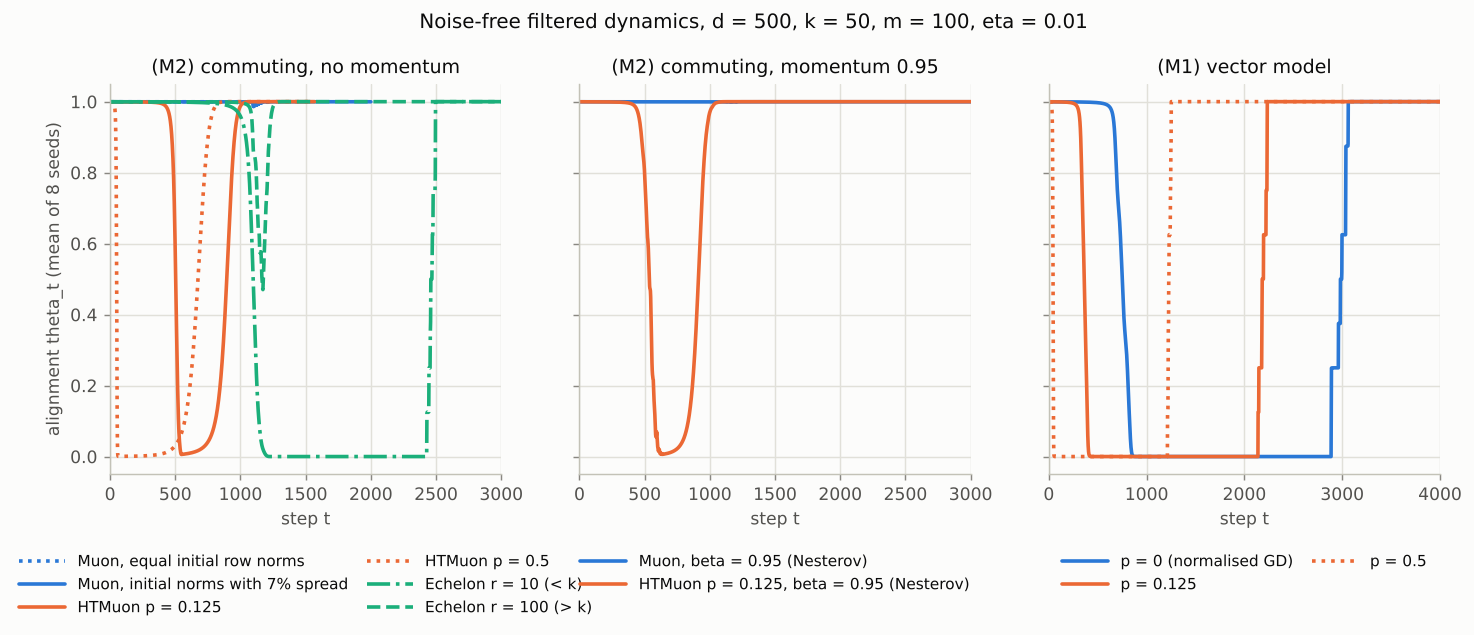 Noise-free filtered dynamics, d = 500, k = 50, m = 100, eta = 0.01
(M2) commuting, no momentum
(M2) commuting, momentum 0.95
(M1) vector model
alignment theta_t (mean of 8 seeds)
1.0
0.8
0.6
0.4
0.2
0.0
0 500 1000 1500 2000 2500 3000
0 500 1000 1500 2000 2500 3000
0 1000 2000 3000 4000
step t
step t
step t
Muon, equal initial row norms
Muon, initial norms with 7% spread
HTMuon p = 0.125
HTMuon p = 0.5
Echelon r = 10 (< k)
Echelon r = 100 (> k)
Muon, beta = 0.95 (Nesterov)
HTMuon p = 0.125, beta = 0.95 (Nesterov)
p = 0 (normalised GD)
p = 0.125
p = 0.5